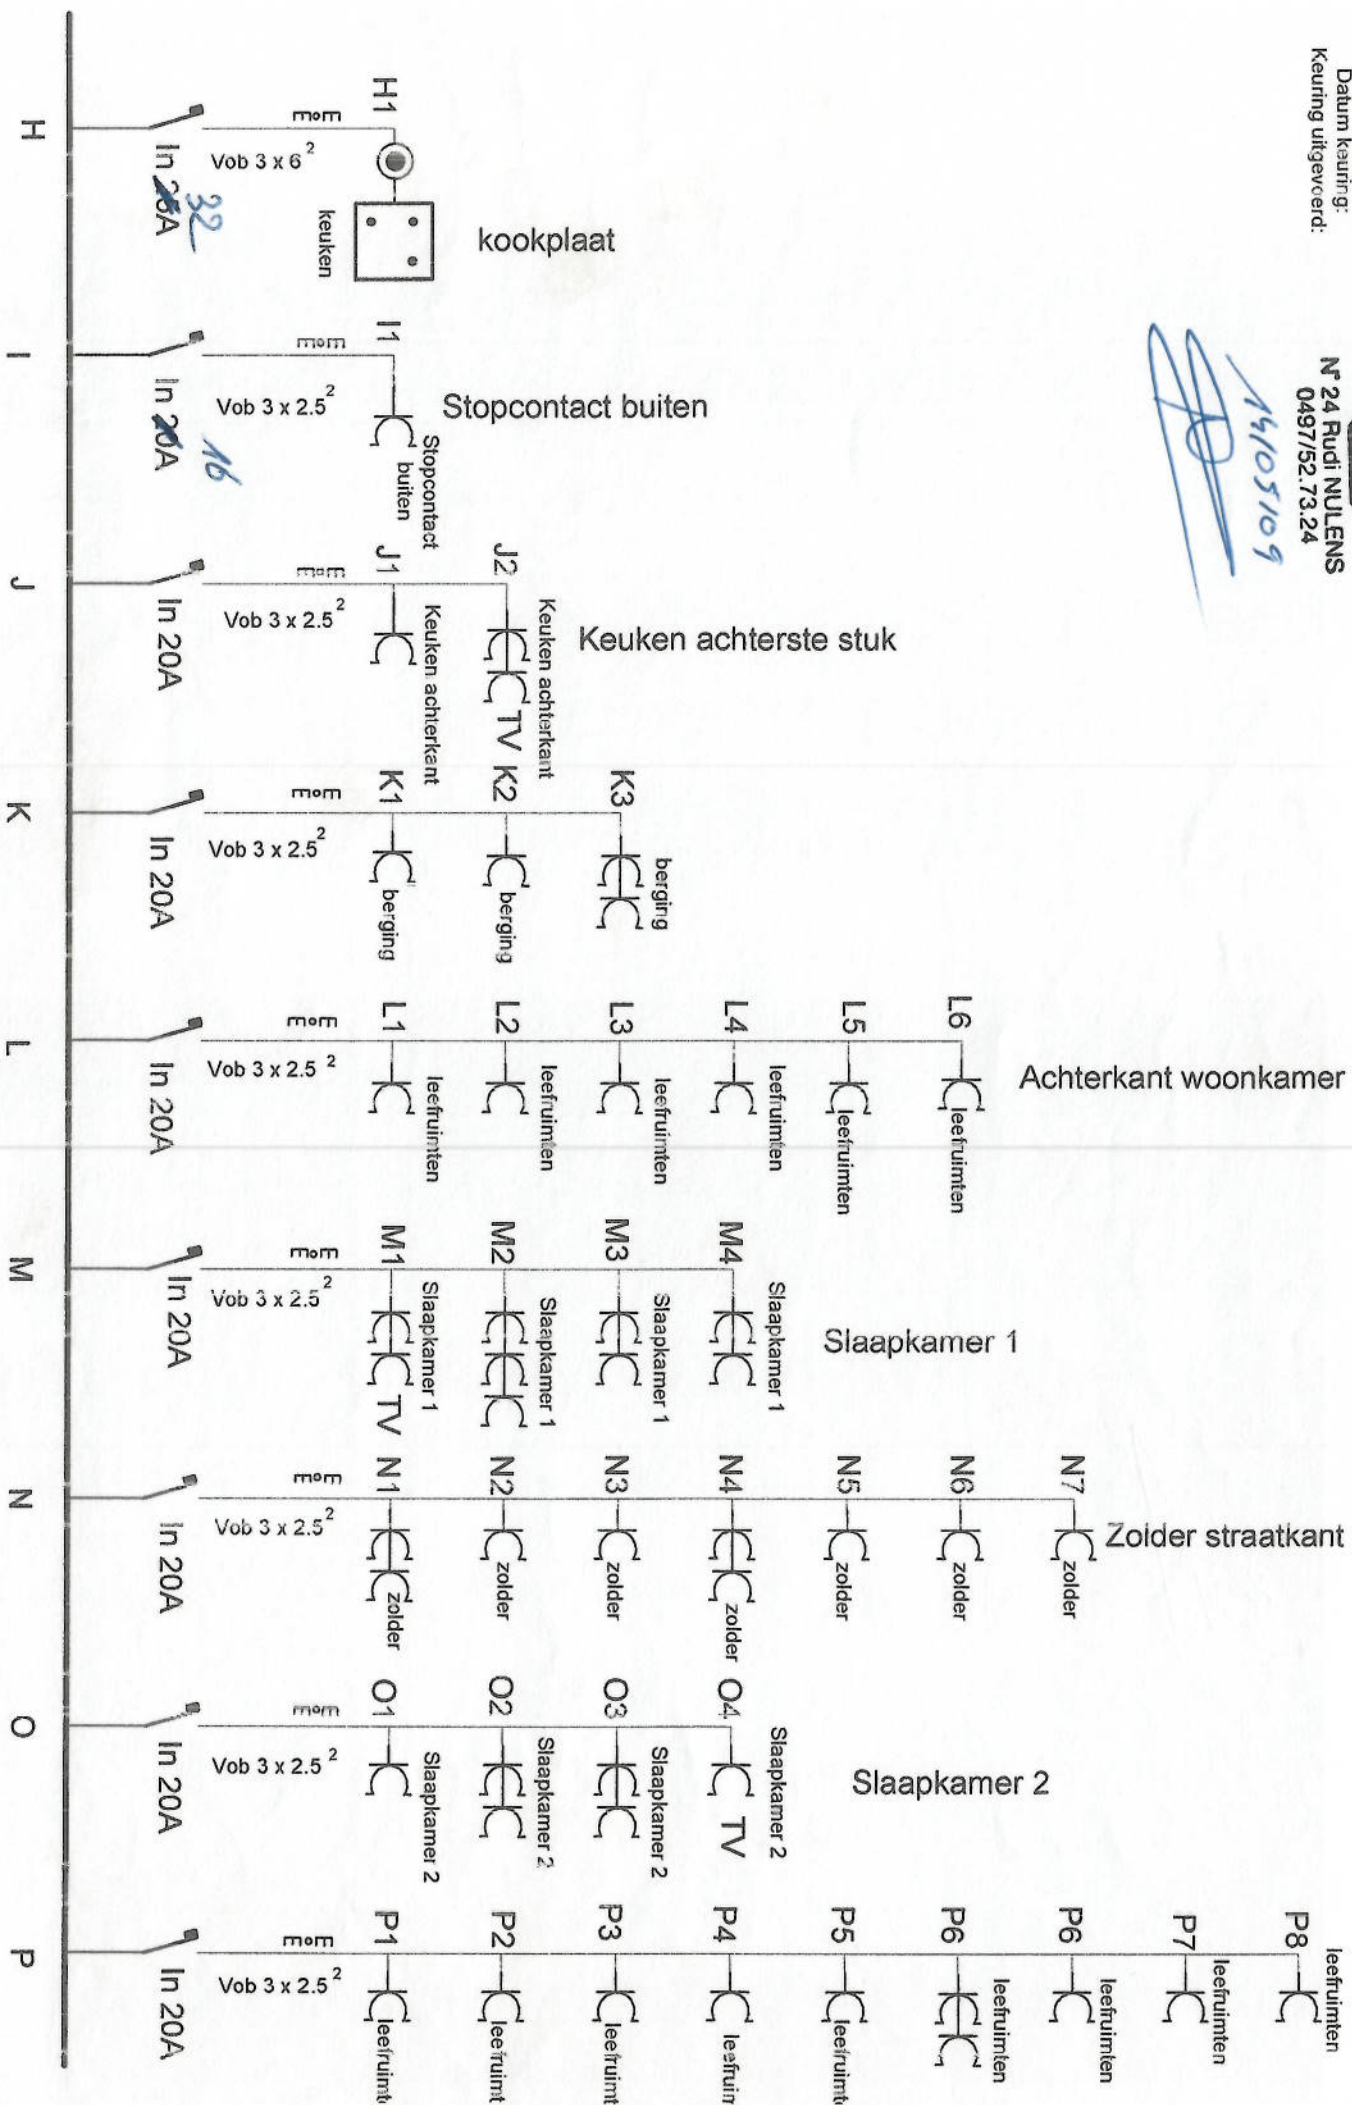 Datum keuring:
Keuring uitgevoerd:
N° 24 Rudi NULENS
0497/52.73.24
14/05/09
kookplaat
H1
keuken
Vob 3 x 6²
In 25A
32
H
Stopcontact buiten
I1
Stopcontact
buiten
Vob 3 x 2.5²
In 20A
16
I
Keuken achterste stuk
J2
Keuken achterkant
TV
J1
Keuken achterkant
Vob 3 x 2.5²
In 20A
J
K3
berging
K2
berging
K1
berging
Vob 3 x 2.5²
In 20A
K
Achterkant woonkamer
L6
leefruimten
L5
leefruimten
L4
leefruimten
L3
leefruimten
L2
leefruimten
L1
leefruimten
Vob 3 x 2.5²
In 20A
L
Slaapkamer 1
M4
Slaapkamer 1
M3
Slaapkamer 1
M2
Slaapkamer 1
M1
Slaapkamer 1
TV
Vob 3 x 2.5²
In 20A
M
Zolder straatkant
N7
zolder
N6
zolder
N5
zolder
N4
zolder
N3
zolder
N2
zolder
N1
zolder
Vob 3 x 2.5²
In 20A
N
Slaapkamer 2
O4
Slaapkamer 2
TV
O3
Slaapkamer 2
O2
Slaapkamer 2
O1
Slaapkamer 2
Vob 3 x 2.5²
In 20A
O
P8
leefruimten
P7
leefruimten
P6
leefruimten
P6
leefruimten
P5
leefruimt
P4
leefruim
P3
leefruimt
P2
leefruimt
P1
leefruimt
Vob 3 x 2.5²
In 20A
P